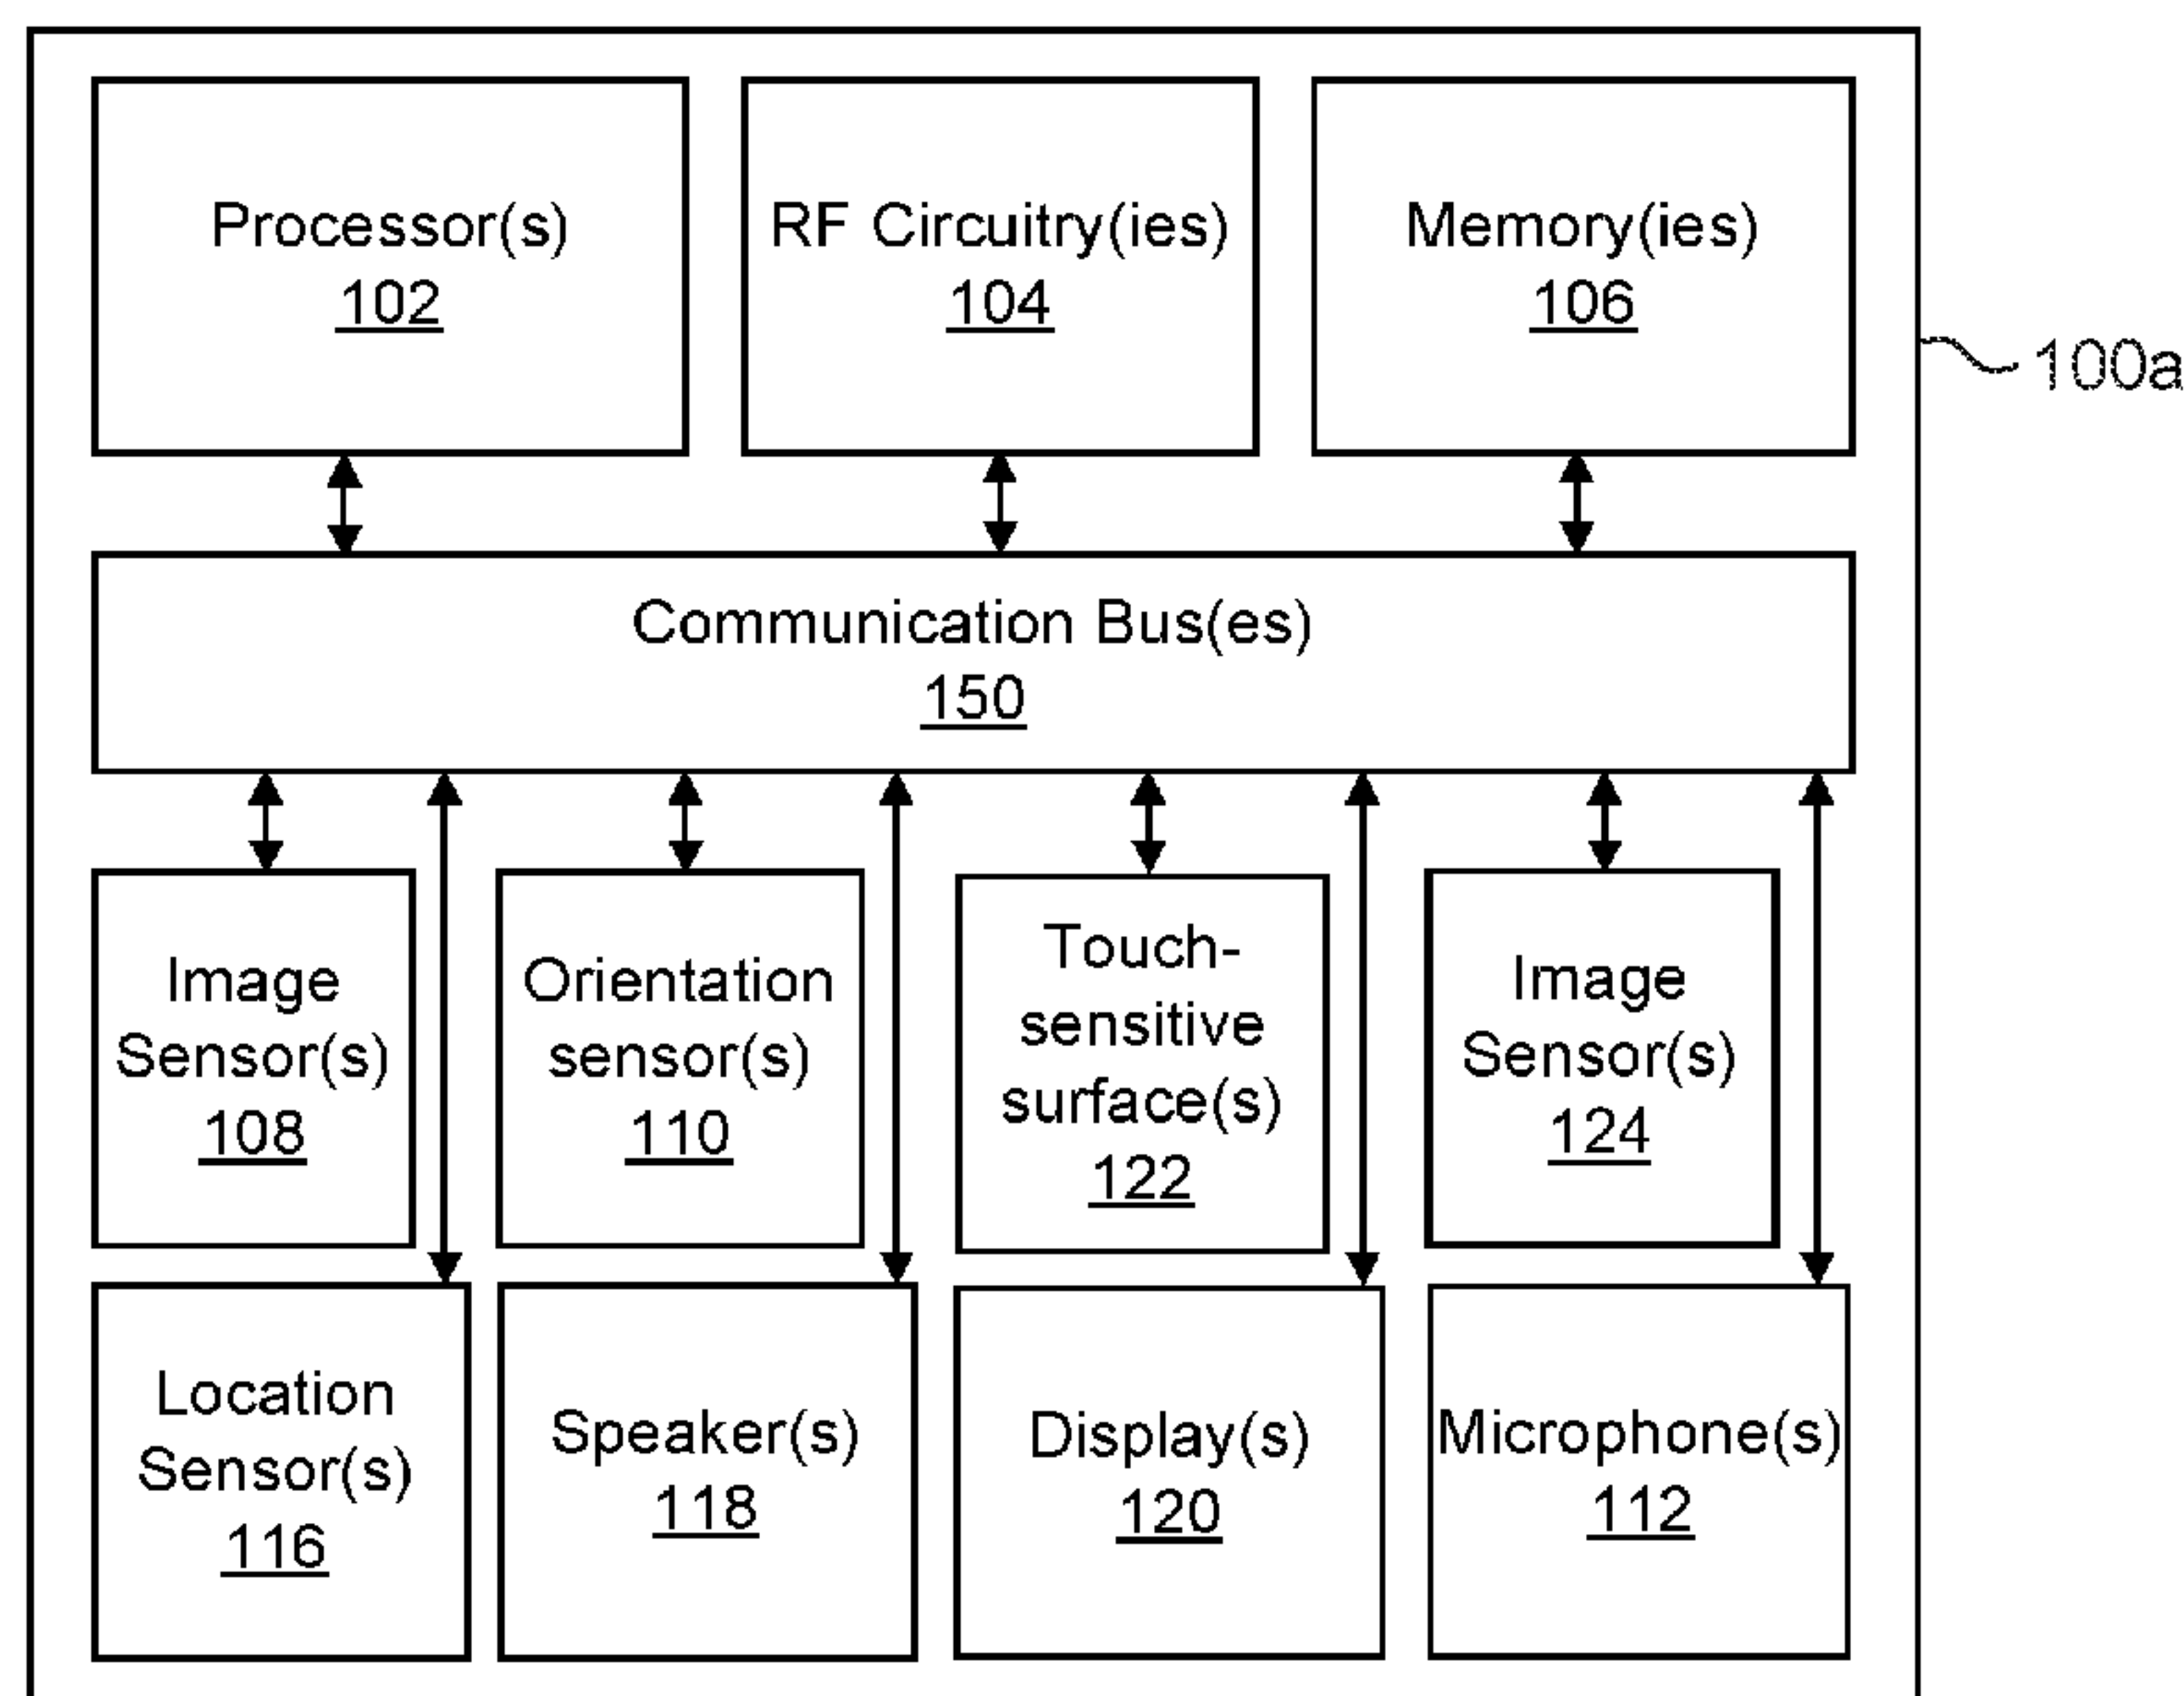 Processor(s)
102
RF Circuitry(ies)
104
Memory(ies)
106
100a
Communication Bus(es)
150
Image
Sensor(s)
108
Orientation
sensor(s)
110
Touch-
sensitive
surface(s)
122
Image
Sensor(s)
124
Location
Sensor(s)
116
Speaker(s)
118
Display(s)
120
Microphone(s)
112